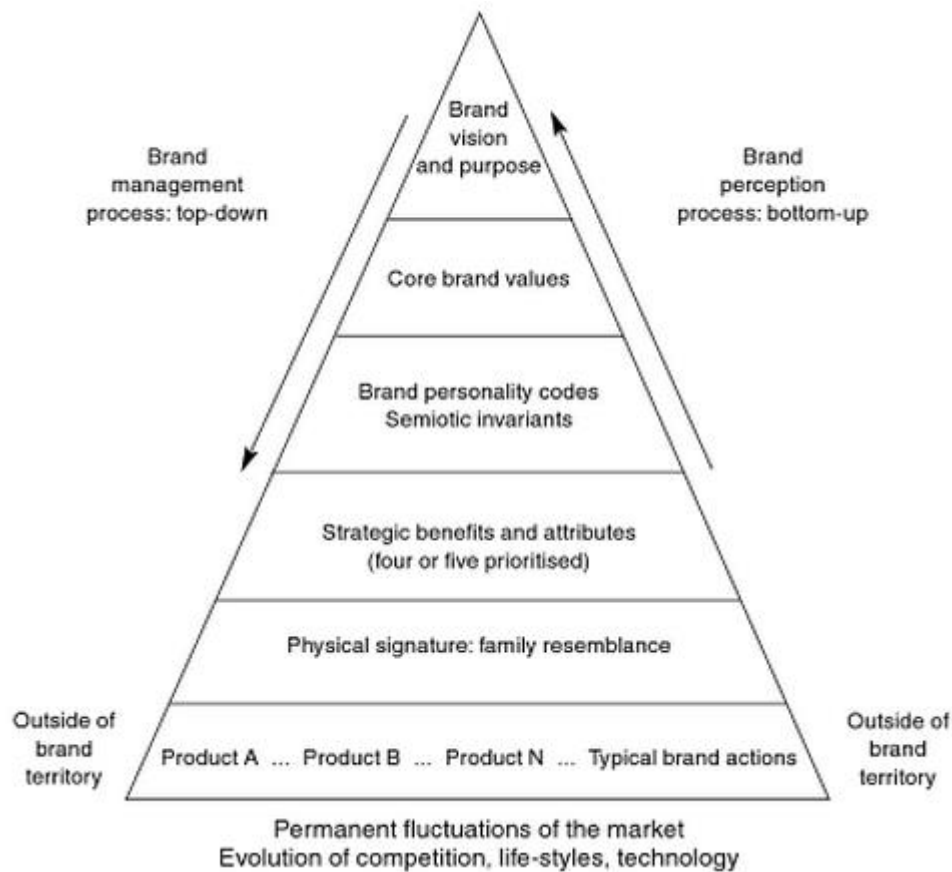 Brand
vision
and purpose
Brand
management
process: top-down
Brand
perception
process: bottom-up
Core brand values
Brand personality codes
Semiotic invariants
Strategic benefits and attributes
(four or five prioritised)
Physical signature: family resemblance
Outside of
brand
territory
Product A ... Product B ... Product N ... Typical brand actions
Outside of
brand
territory
Permanent fluctuations of the market
Evolution of competition, life-styles, technology